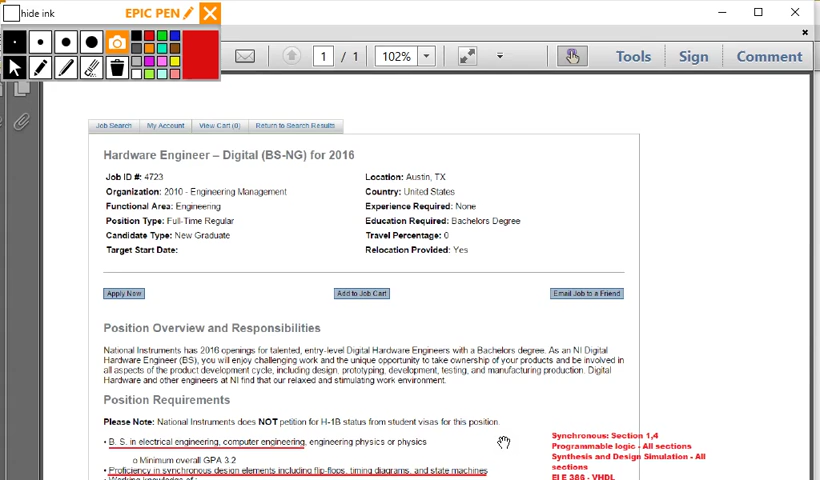 hide ink
EPIC PEN
1 / 1
102%
Tools
Sign
Comment
Job Search
My Account
View Cart (0)
Return to Search Results
Hardware Engineer – Digital (BS-NG) for 2016
Job ID #: 4723
Location: Austin, TX
Organization: 2010 - Engineering Management
Country: United States
Functional Area: Engineering
Experience Required: None
Position Type: Full-Time Regular
Education Required: Bachelors Degree
Candidate Type: New Graduate
Travel Percentage: 0
Target Start Date:
Relocation Provided: Yes
Apply Now
Add to Job Cart
Email Job to a Friend
Position Overview and Responsibilities
National Instruments has 2016 openings for talented, entry-level Digital Hardware Engineers with a Bachelors degree. As an NI Digital
Hardware Engineer (BS), you will enjoy challenging work and the unique opportunity to take ownership of your products and be involved in
all aspects of the product development cycle, including design, prototyping, development, testing, and manufacturing production. Digital
Hardware and other engineers at NI find that our relaxed and stimulating work environment.
Position Requirements
Please Note: National Instruments does NOT petition for H-1B status from student visas for this position.
• B. S. in electrical engineering, computer engineering, engineering physics or physics
o Minimum overall GPA 3.2
• Proficiency in synchronous design elements including flip-flops, timing diagrams, and state machines
• Working knowledge of :
Synchronous: Section 1,4
Programmable logic - All sections
Synthesis and Design Simulation - All
sections
EI E 386 - VHDL